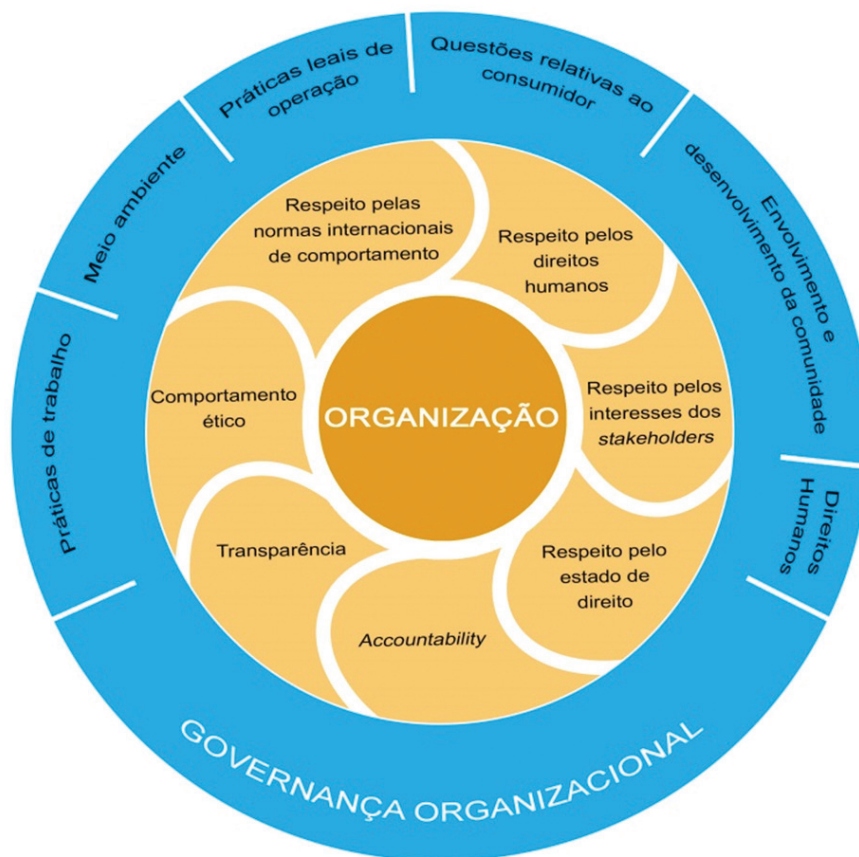 Práticas leais de
operação
Questões relativas ao
consumidor
Envolvimento e
desenvolvimento da comunidade
Direitos
Humanos
GOVERNANÇA ORGANIZACIONAL
Práticas de trabalho
Meio ambiente
Respeito pelas
normas internacionais
de comportamento
Respeito pelos
direitos
humanos
Respeito pelos
interesses dos
stakeholders
Respeito pelo
estado de
direito
Accountability
Transparência
Comportamento
ético
ORGANIZAÇÃO